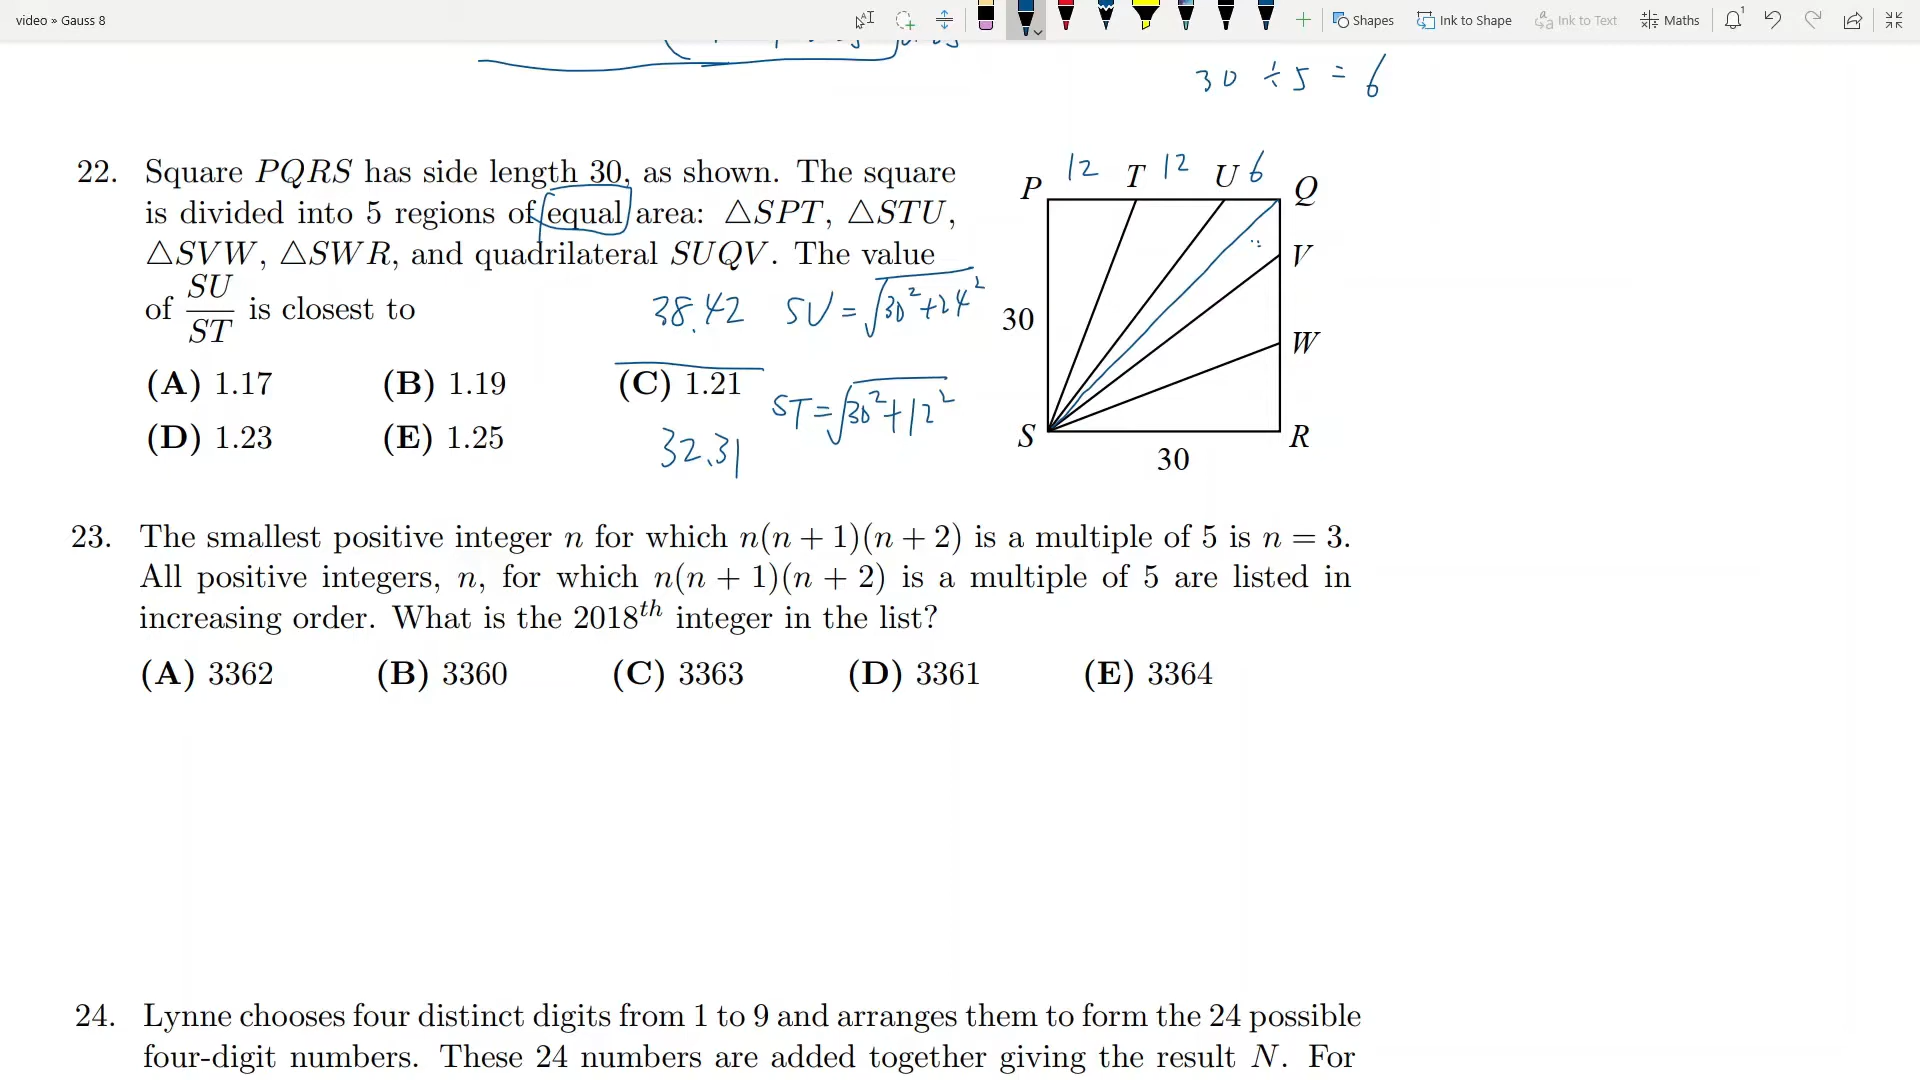 video » Gauss 8
Shapes Ink to Shape Ink to Text Maths
30 ÷ 5 = 6
22. Square PQRS has side length 30, as shown. The square
is divided into 5 regions of equal area: △SPT, △STU,
△SVW, △SWR, and quadrilateral SUQV. The value
of SU/ST is closest to
(A) 1.17 (B) 1.19 (C) 1.21
(D) 1.23 (E) 1.25
38.42 SU = √30²+24²
32.31 ST = √30²+12²
P 12 T 12 U 6 Q
V
30 W
S R
30
23. The smallest positive integer n for which n(n + 1)(n + 2) is a multiple of 5 is n = 3.
All positive integers, n, for which n(n + 1)(n + 2) is a multiple of 5 are listed in
increasing order. What is the 2018th integer in the list?
(A) 3362 (B) 3360 (C) 3363 (D) 3361 (E) 3364
24. Lynne chooses four distinct digits from 1 to 9 and arranges them to form the 24 possible
four-digit numbers. These 24 numbers are added together giving the result N. For